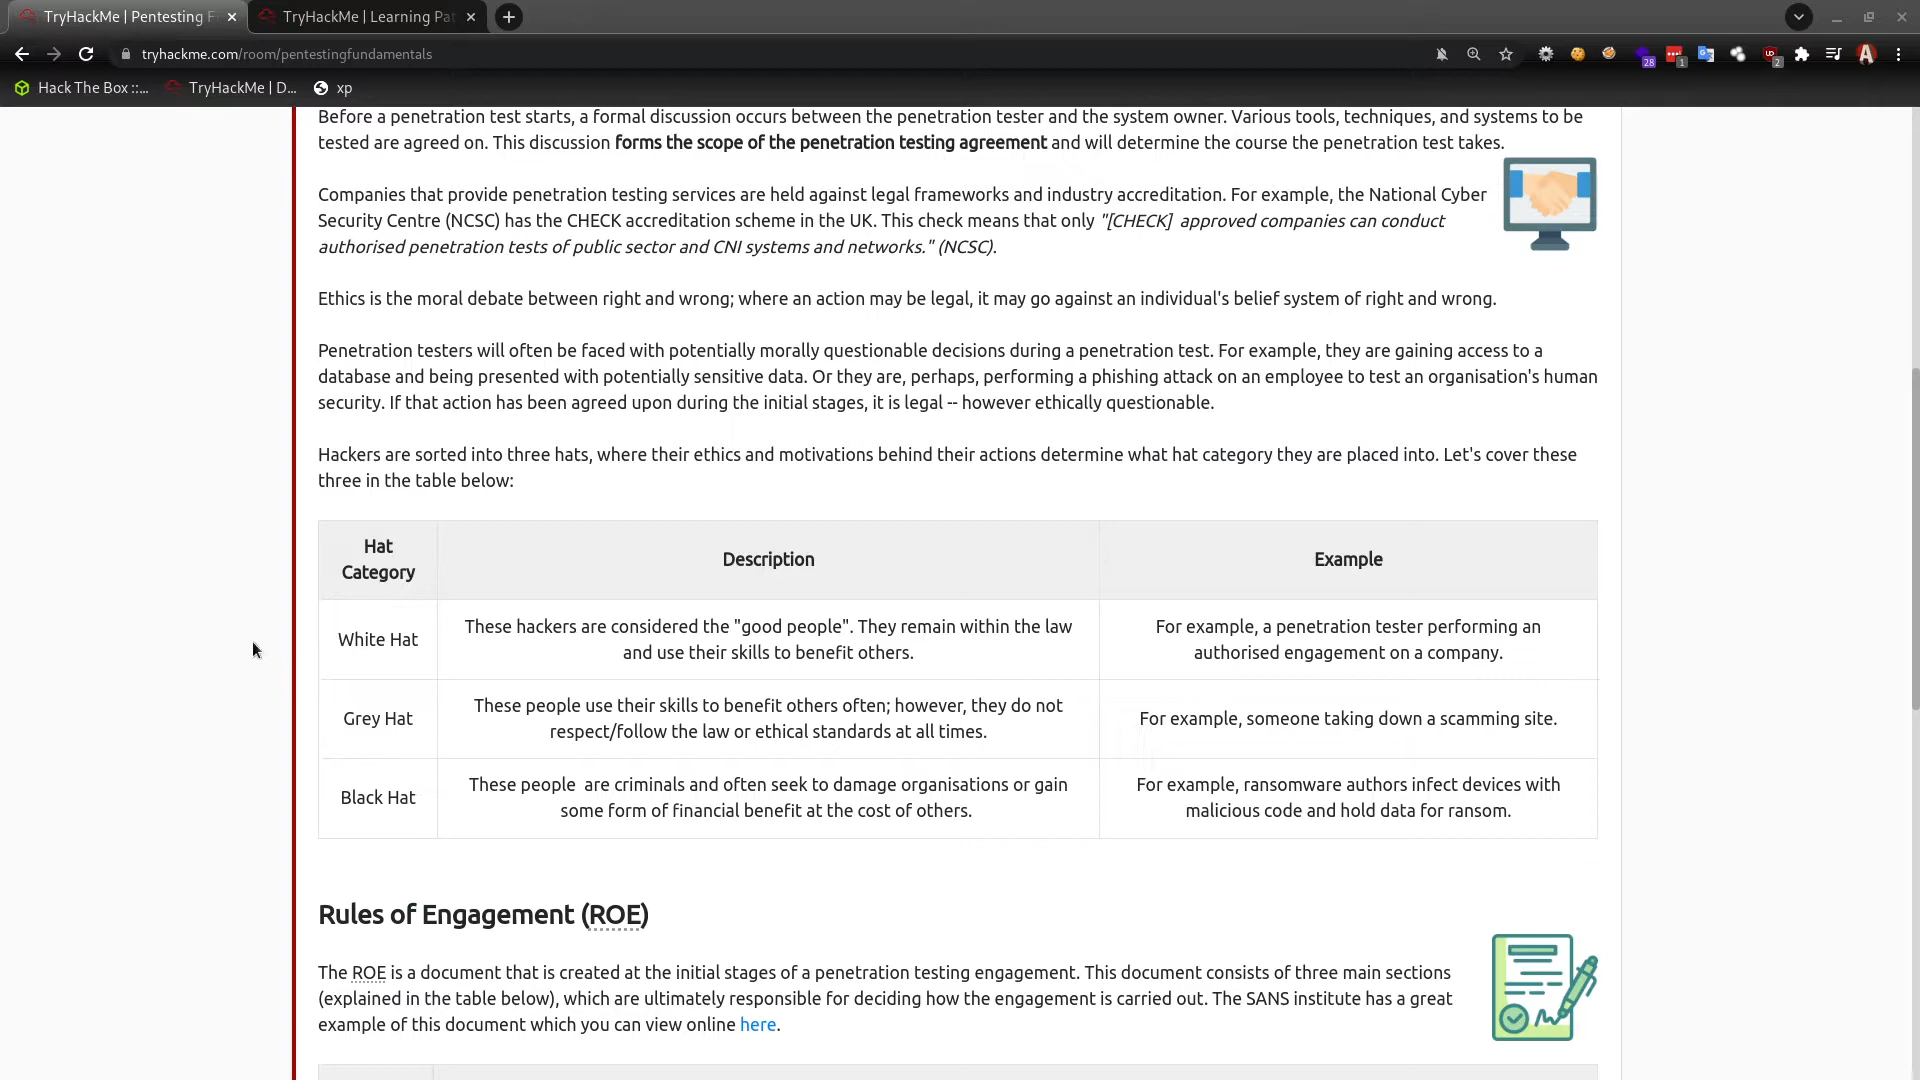 TryHackMe | Pentesting F
TryHackMe | Learning Pat
tryhackme.com/room/pentestingfundamentals
28
1
2
Hack The Box ::...
TryHackMe | D...
xp
Before a penetration test starts, a formal discussion occurs between the penetration tester and the system owner. Various tools, techniques, and systems to be
tested are agreed on. This discussion forms the scope of the penetration testing agreement and will determine the course the penetration test takes.
Companies that provide penetration testing services are held against legal frameworks and industry accreditation. For example, the National Cyber
Security Centre (NCSC) has the CHECK accreditation scheme in the UK. This check means that only "[CHECK]  approved companies can conduct
authorised penetration tests of public sector and CNI systems and networks." (NCSC).
Ethics is the moral debate between right and wrong; where an action may be legal, it may go against an individual's belief system of right and wrong.
Penetration testers will often be faced with potentially morally questionable decisions during a penetration test. For example, they are gaining access to a
database and being presented with potentially sensitive data. Or they are, perhaps, performing a phishing attack on an employee to test an organisation's human
security. If that action has been agreed upon during the initial stages, it is legal -- however ethically questionable.
Hackers are sorted into three hats, where their ethics and motivations behind their actions determine what hat category they are placed into. Let's cover these
three in the table below:
Hat
Category
Description
Example
White Hat
These hackers are considered the "good people". They remain within the law
and use their skills to benefit others.
For example, a penetration tester performing an
authorised engagement on a company.
Grey Hat
These people use their skills to benefit others often; however, they do not
respect/follow the law or ethical standards at all times.
For example, someone taking down a scamming site.
Black Hat
These people  are criminals and often seek to damage organisations or gain
some form of financial benefit at the cost of others.
For example, ransomware authors infect devices with
malicious code and hold data for ransom.
Rules of Engagement (ROE)
The ROE is a document that is created at the initial stages of a penetration testing engagement. This document consists of three main sections
(explained in the table below), which are ultimately responsible for deciding how the engagement is carried out. The SANS institute has a great
example of this document which you can view online here.